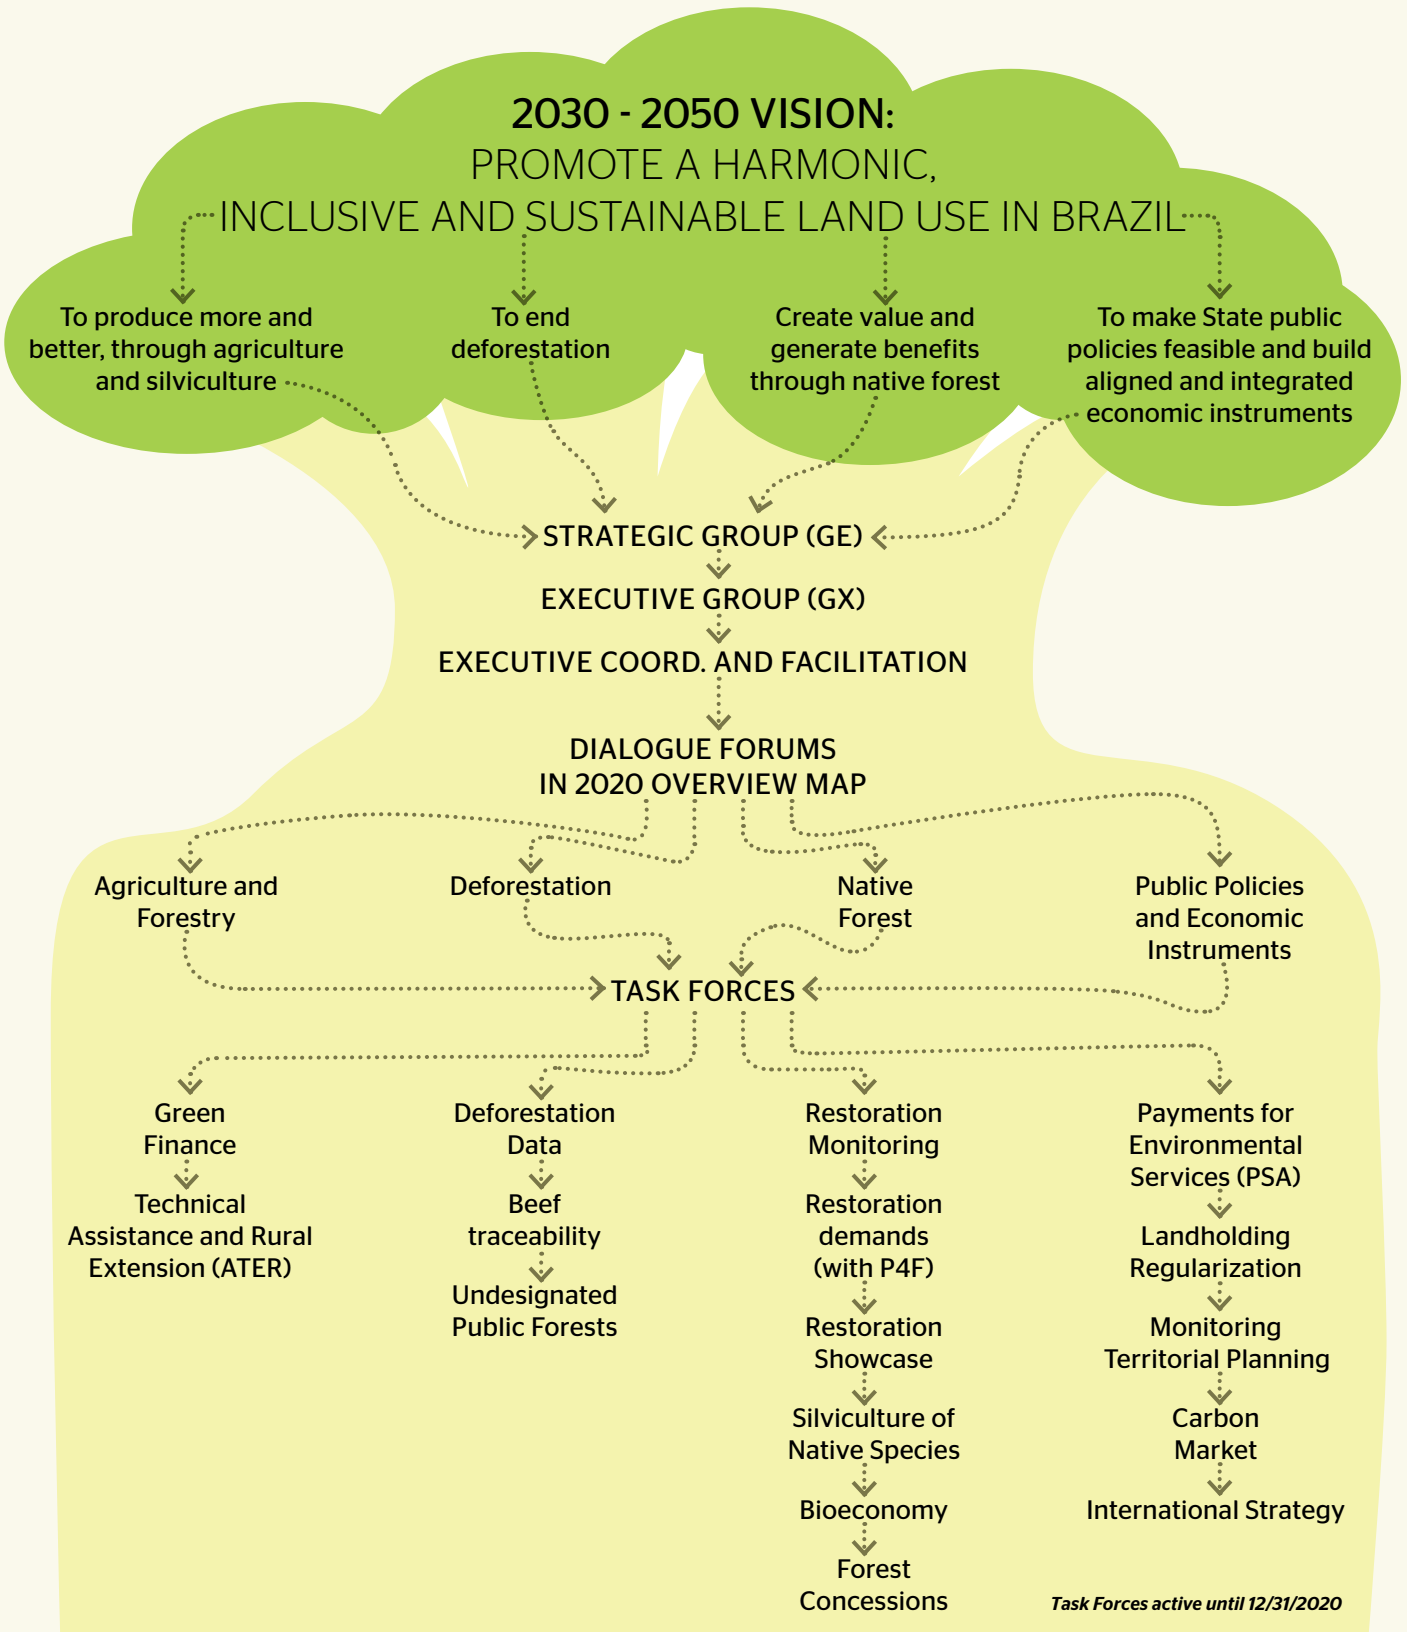 2030 - 2050 VISION:
PROMOTE A HARMONIC,
INCLUSIVE AND SUSTAINABLE LAND USE IN BRAZIL
To produce more and
better, through agriculture
and silviculture
To end
deforestation
Create value and
generate benefits
through native forest
To make State public
policies feasible and build
aligned and integrated
economic instruments
STRATEGIC GROUP (GE)
EXECUTIVE GROUP (GX)
EXECUTIVE COORD. AND FACILITATION
DIALOGUE FORUMS
IN 2020 OVERVIEW MAP
Agriculture and
Forestry
Deforestation
Native
Forest
Public Policies
and Economic
Instruments
TASK FORCES
Green
Finance
Technical
Assistance and Rural
Extension (ATER)
Deforestation
Data
Beef
traceability
Undesignated
Public Forests
Restoration
Monitoring
Restoration
demands
(with P4F)
Restoration
Showcase
Silviculture of
Native Species
Bioeconomy
Forest
Concessions
Payments for
Environmental
Services (PSA)
Landholding
Regularization
Monitoring
Territorial Planning
Carbon
Market
International Strategy
Task Forces active until 12/31/2020